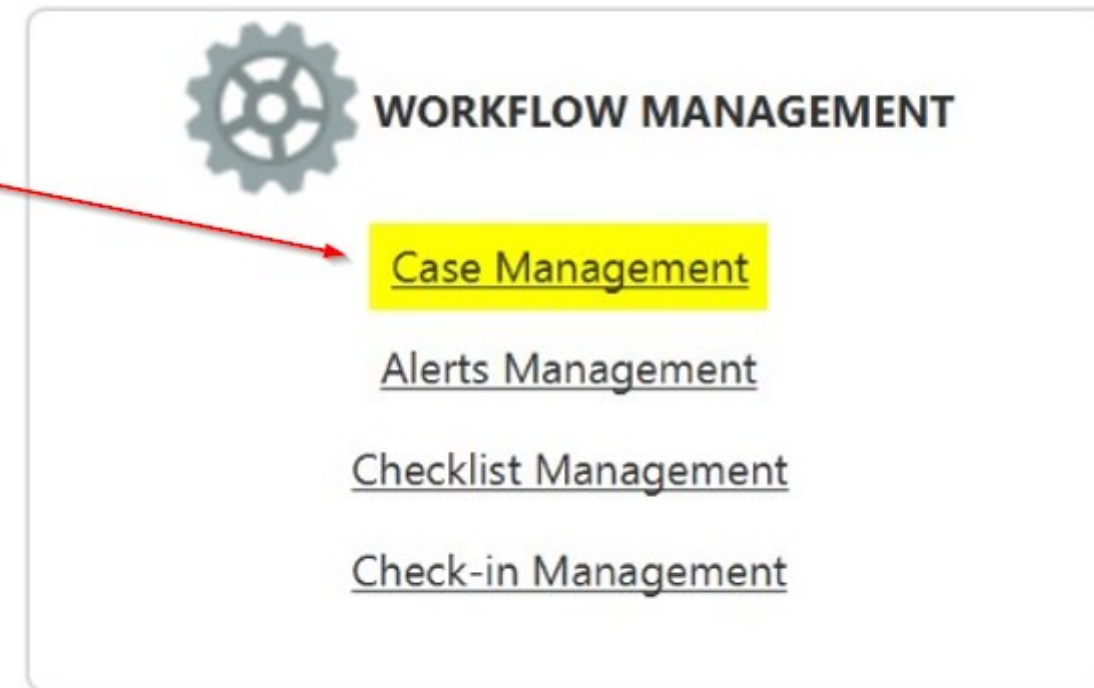 WORKFLOW MANAGEMENT
Case Management
Alerts Management
Checklist Management
Check-in Management